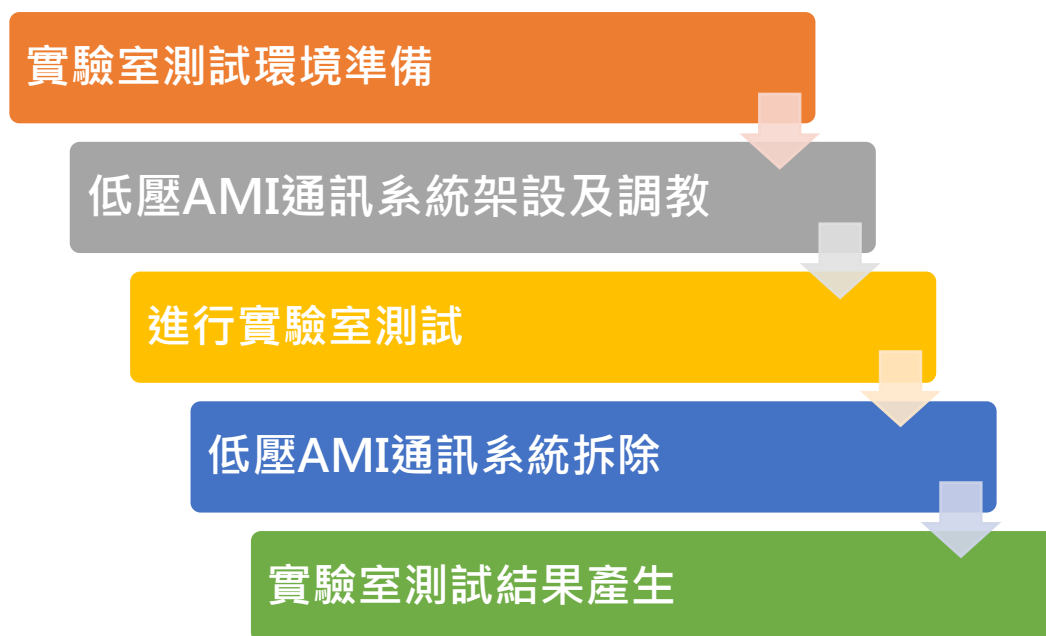 實驗室測試環境準備
低壓AMI通訊系統架設及調教
進行實驗室測試
低壓AMI通訊系統拆除
實驗室測試結果產生